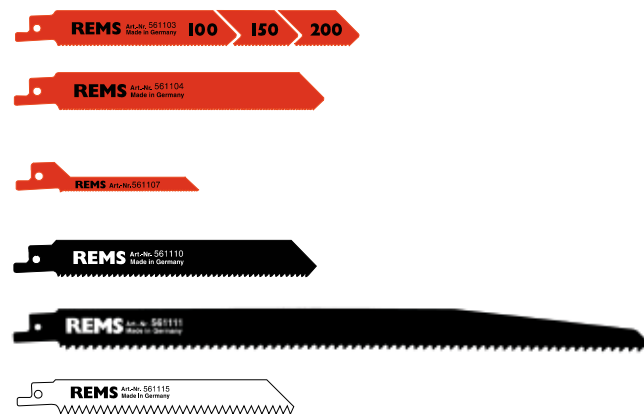 REMS Art.-Nr. 561103 Made in Germany 100 150 200
REMS Art.-Nr. 561104 Made in Germany
REMS Art.-Nr. 561107
REMS Art.-Nr. 561110 Made in Germany
REMS Art.-Nr. 561111 Made in Germany
REMS Art.-Nr. 561115 Made in Germany